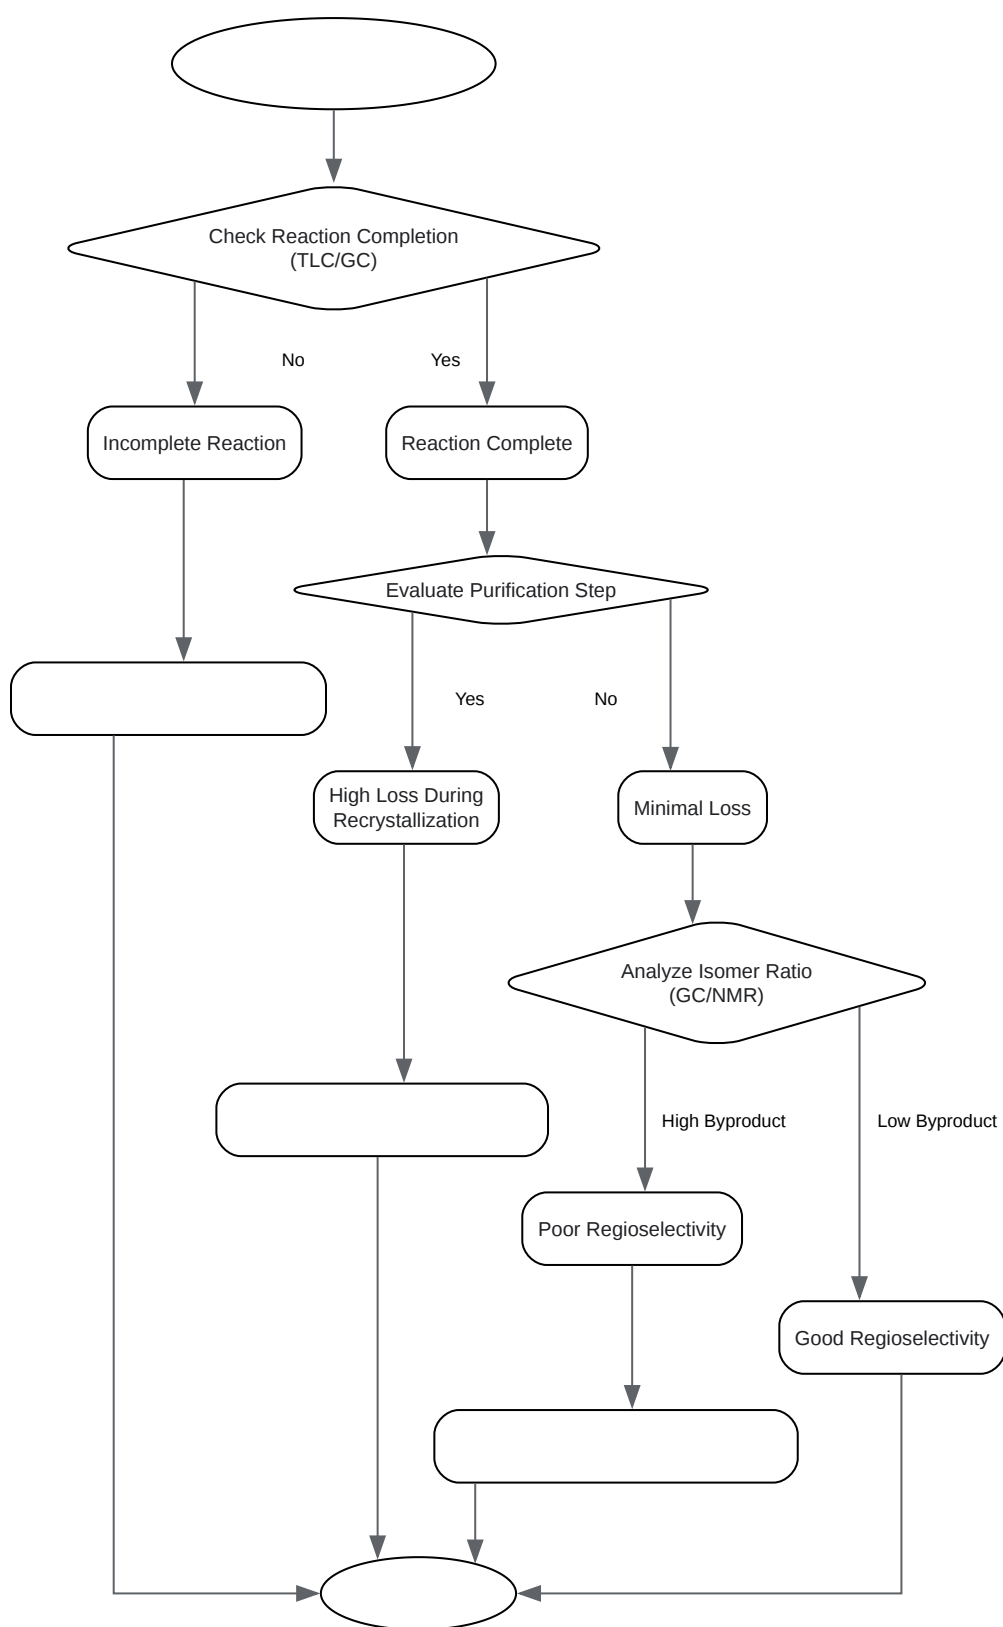 Check Reaction Completion
(TLC/GC)
No
Yes
Incomplete Reaction
Reaction Complete
Evaluate Purification Step
Yes
No
High Loss During
Recrystallization
Minimal Loss
Analyze Isomer Ratio
(GC/NMR)
High Byproduct
Low Byproduct
Poor Regioselectivity
Good Regioselectivity